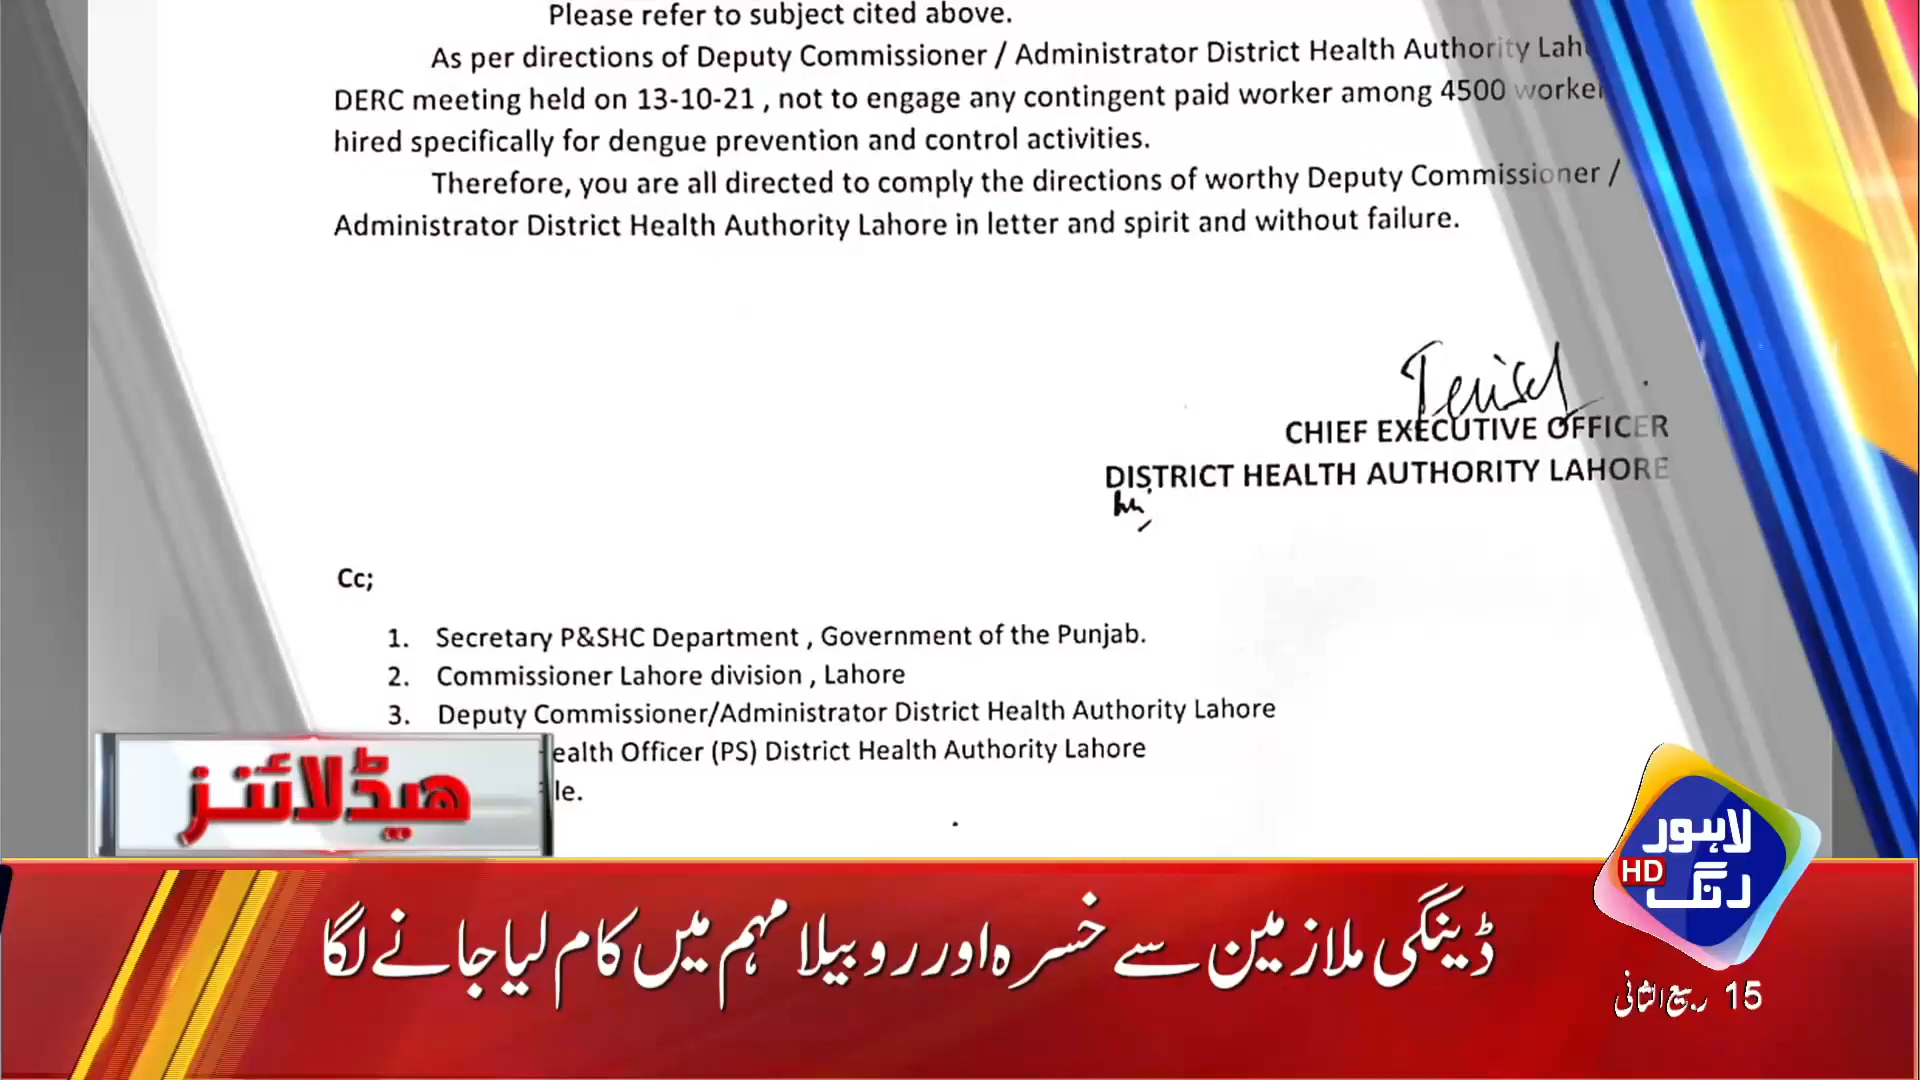 Please refer to subject cited above.
As per directions of Deputy Commissioner / Administrator District Health Authority
DERC meeting held on 13-10-21 , not to engage any contingent paid worker among 4500
hired specifically for dengue prevention and control activities.
Therefore, you are all directed to comply the directions of worthy Deputy Commissioner /
Administrator District Health Authority Lahore in letter and spirit and without failure.
CHIEF EXECUTIVE OFFICER
DISTRICT HEALTH AUTHORITY LAHORE
Cc;
1. Secretary P&SHC Department , Government of the Punjab.
2. Commissioner Lahore division , Lahore
3. Deputy Commissioner/Administrator District Health Authority Lahore
Officer (PS) District Health Authority Lahore
ہیڈلائنز
لاہور
HD رنگ
ڈینگی ملازمین سے خسرہ اور روبیلا مہم میں کام لیا جانے لگا
15 ربیع الثانی